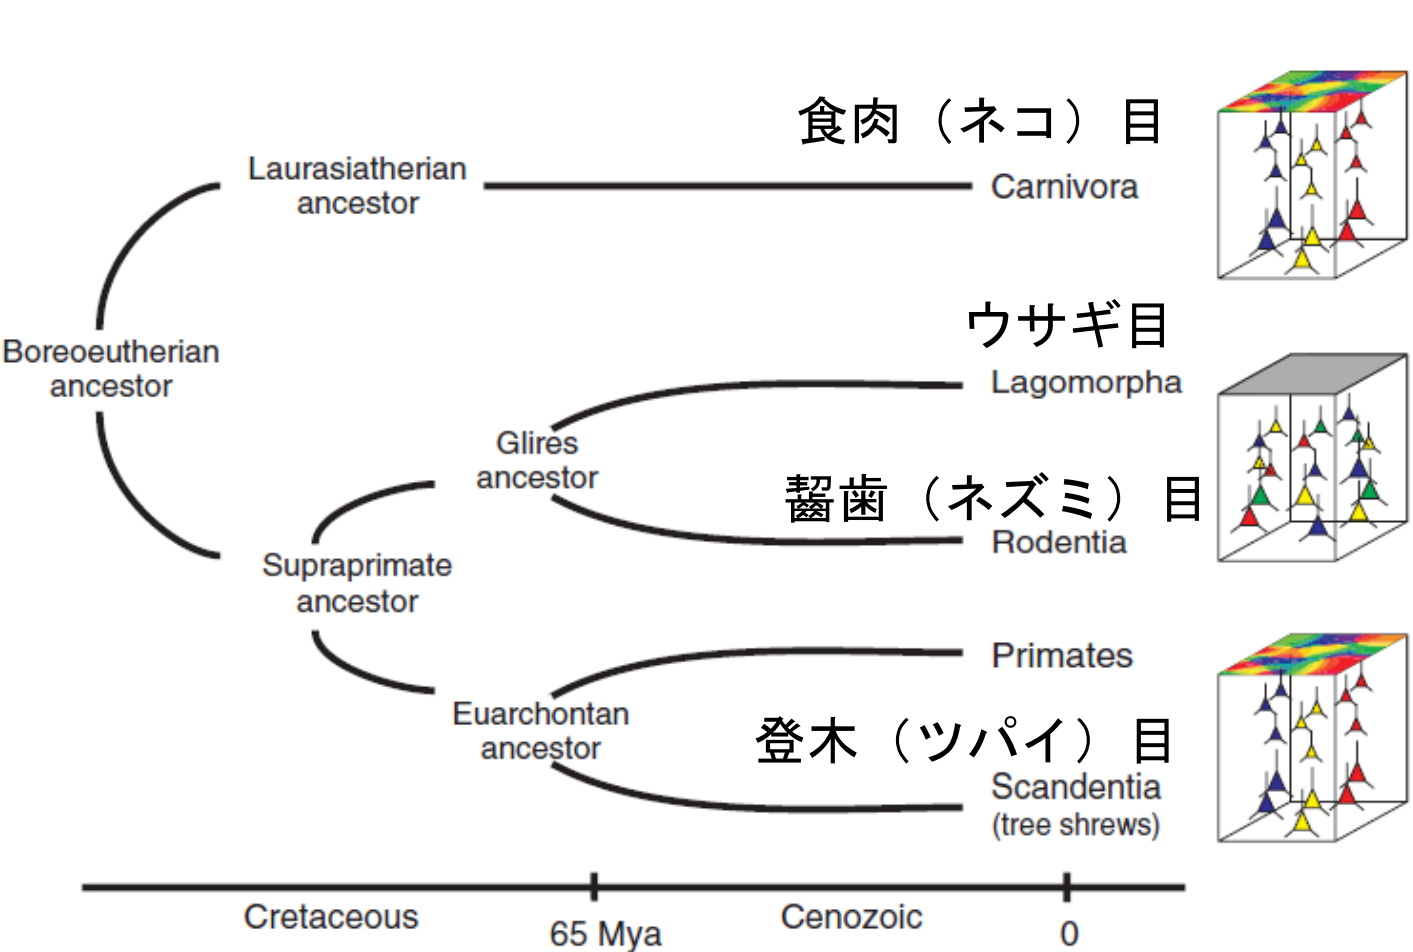 食肉（ネコ）目
Laurasiatherian
ancestor
Carnivora
ウサギ目
Boreoeutherian
ancestor
Lagomorpha
Glires
ancestor
齧歯（ネズミ）目
Rodentia
Supraprimate
ancestor
Primates
Euarchontan
ancestor
登木（ツパイ）目
Scandentia
(tree shrews)
Cretaceous
65 Mya
Cenozoic
0